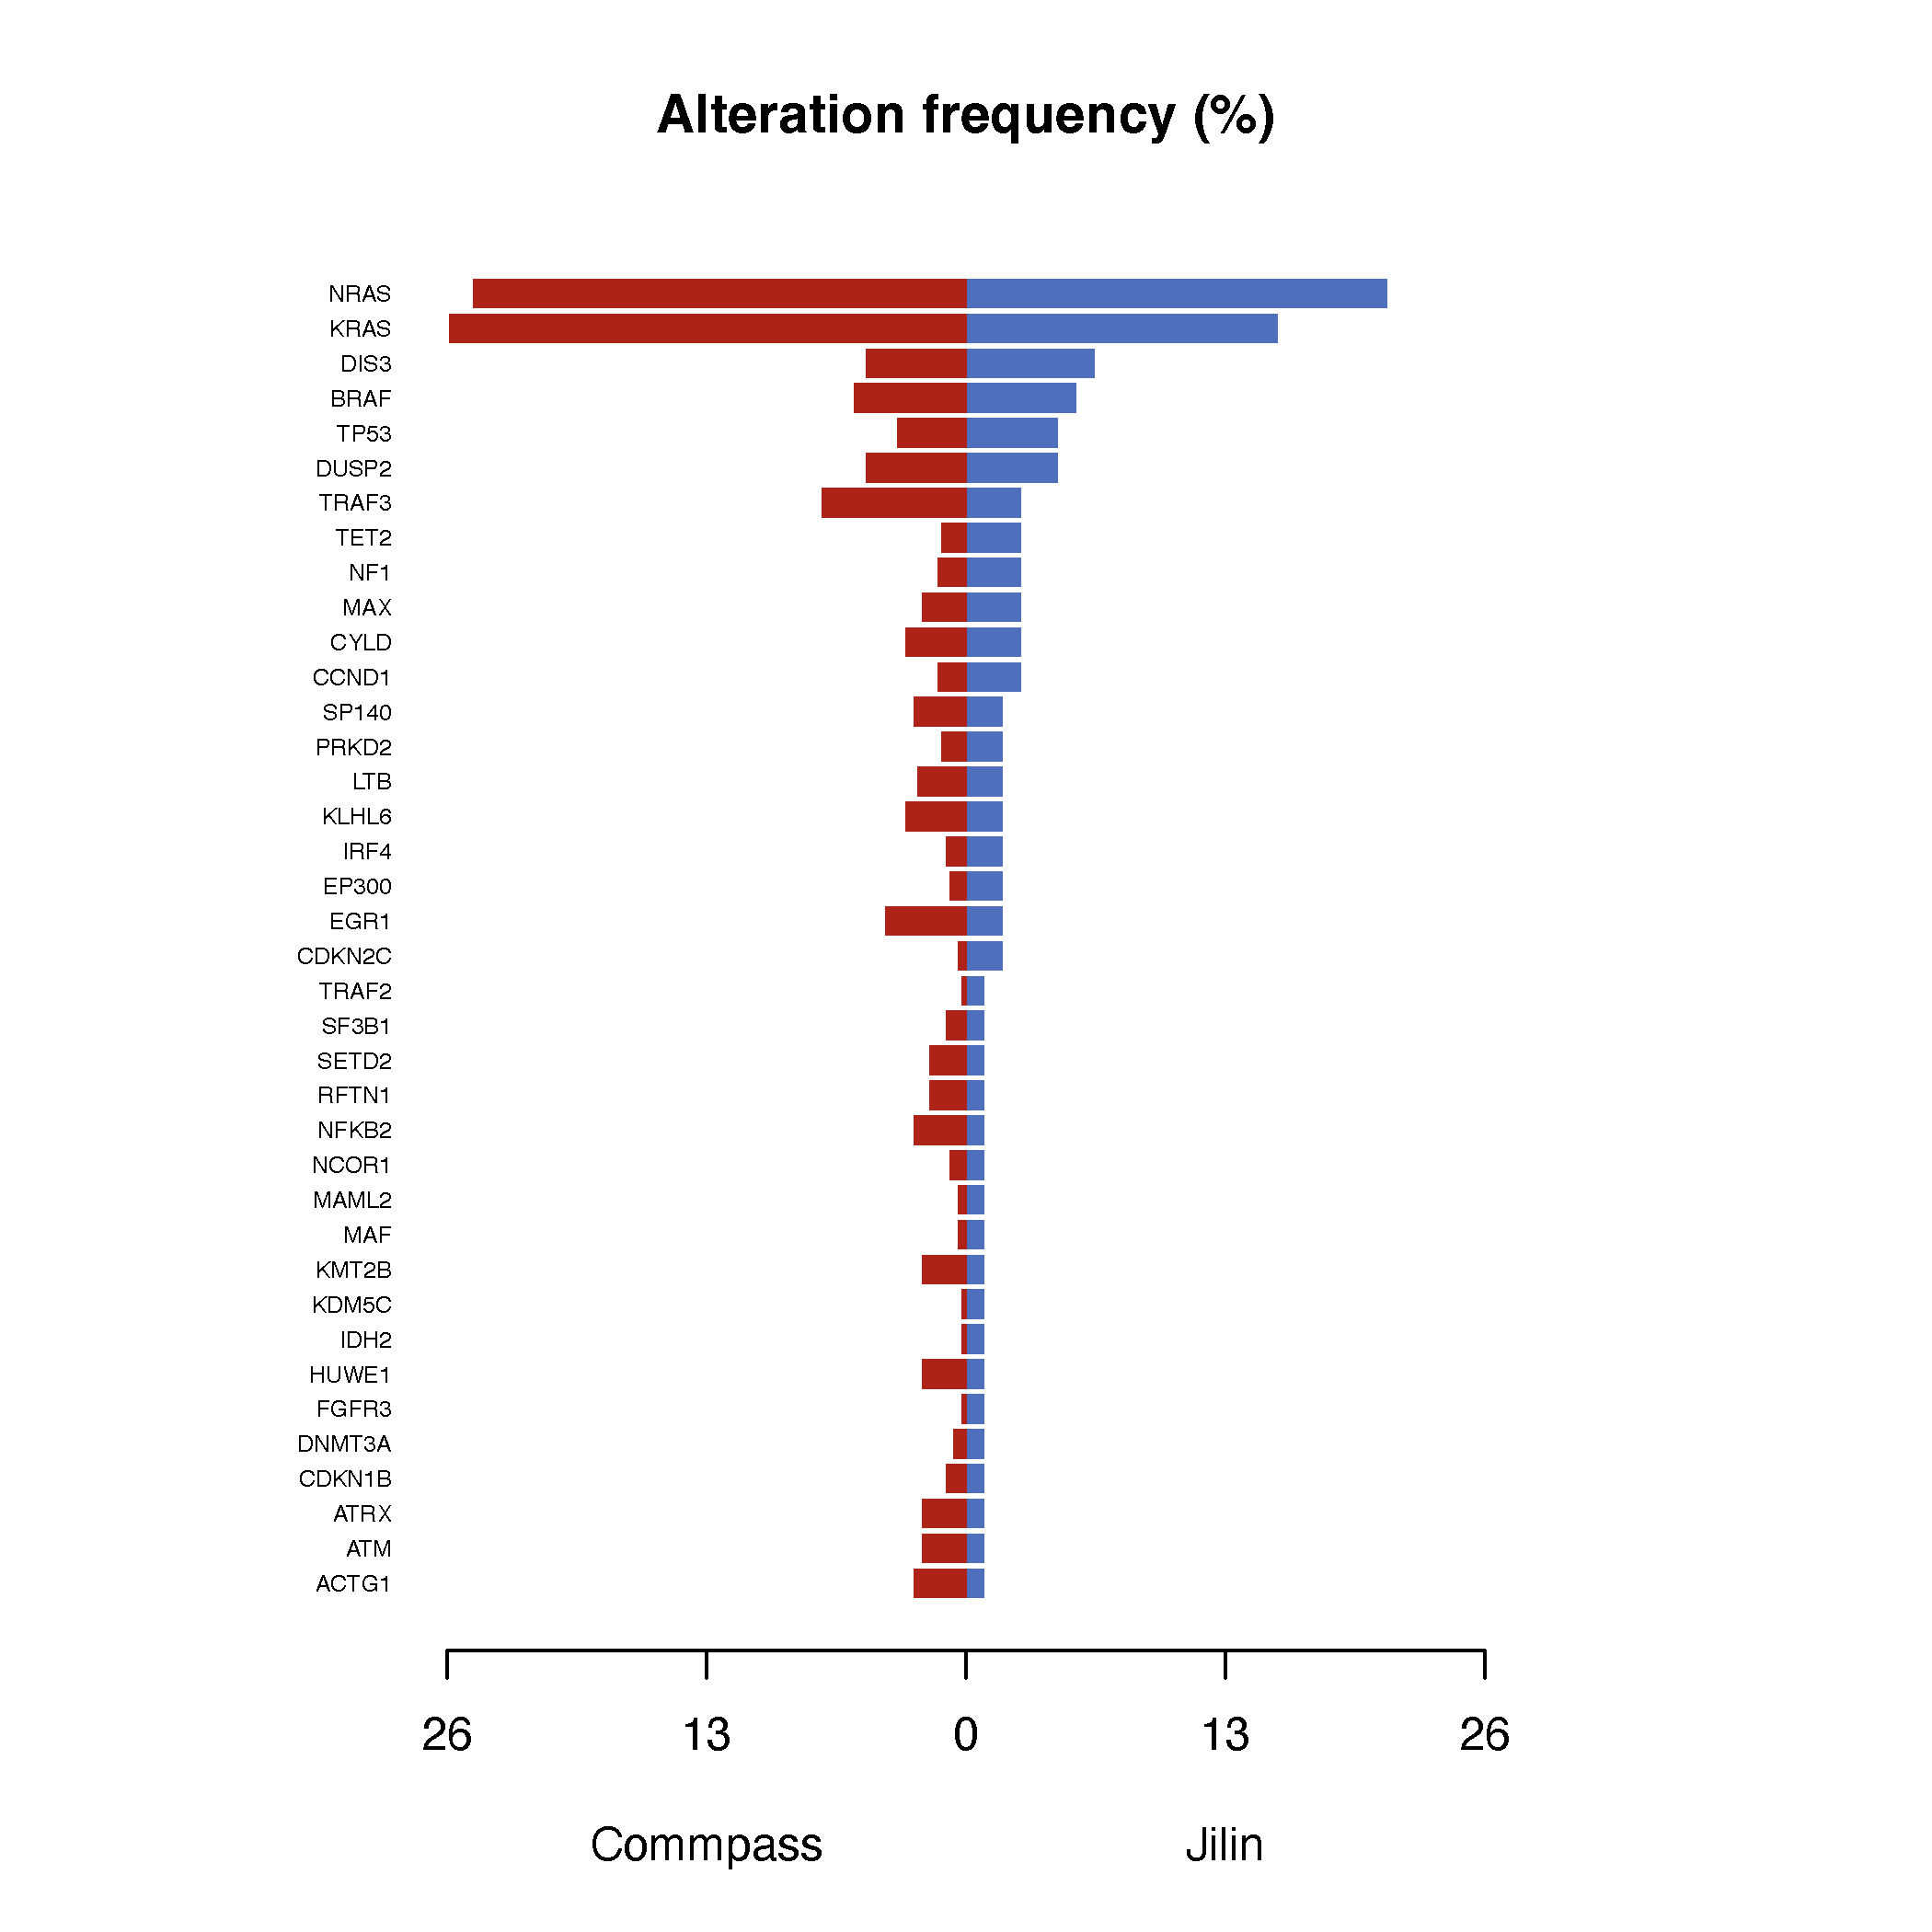 Alteration frequency (%)
NRAS
KRAS
DIS3
BRAF
TP53
DUSP2
TRAF3
TET2
NF1
MAX
CYLD
CCND1
SP140
PRKD2
LTB
KLHL6
IRF4
EP300
EGR1
CDKN2C
TRAF2
SF3B1
SETD2
RFTN1
NFKB2
NCOR1
MAML2
MAF
KMT2B
KDM5C
IDH2
HUWE1
FGFR3
DNMT3A
CDKN1B
ATRX
ATM
ACTG1
26 13 0 13 26
Commpass Jilin